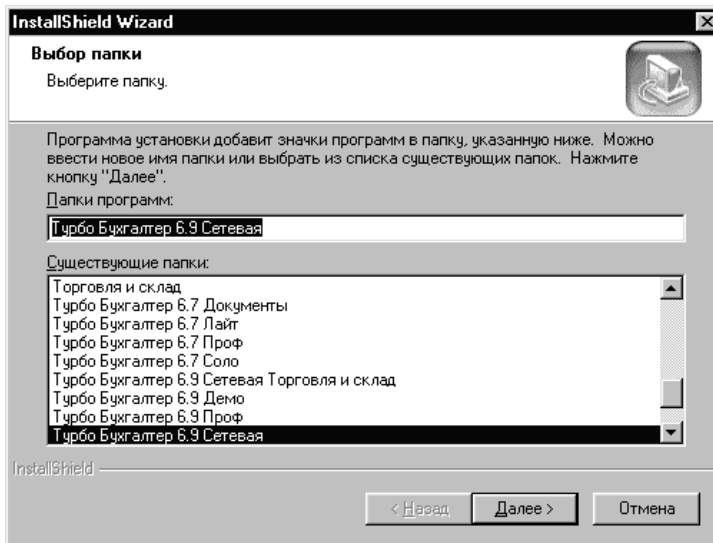 InstallShield Wizard
Выбор папки
Выберите папку.
Программа установки добавит значки программ в папку, указанную ниже. Можно
ввести новое имя папки или выбрать из списка существующих папок. Нажмите
кнопку "Далее".
Папки программ:
Турбо Бухгалтер 6.9 Сетевая
Существующие папки:
Торговля и склад
Турбо Бухгалтер 6.7 Документы
Турбо Бухгалтер 6.7 Лайт
Турбо Бухгалтер 6.7 Проф
Турбо Бухгалтер 6.7 Соло
Турбо Бухгалтер 6.9 Сетевая Торговля и склад
Турбо Бухгалтер 6.9 Демо
Турбо Бухгалтер 6.9 Проф
Турбо Бухгалтер 6.9 Сетевая
InstallShield
< Назад Далее > Отмена